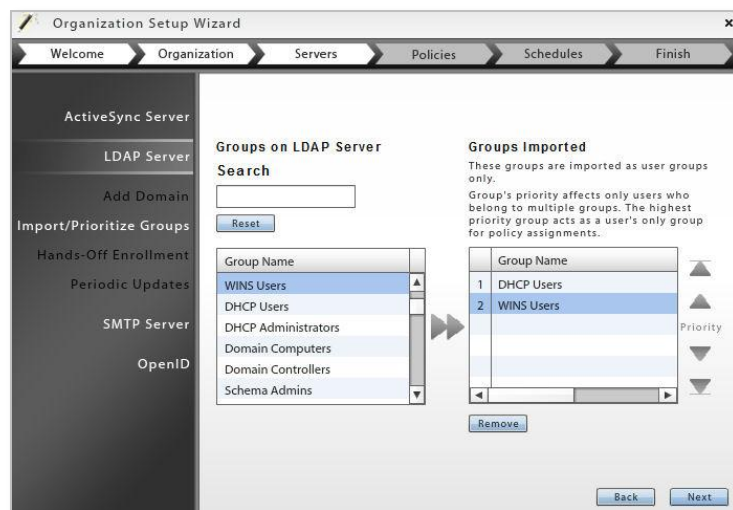 Organization Setup Wizard
Welcome
Organization
Servers
Policies
Schedules
Finish
ActiveSync Server
LDAP Server
Add Domain
Import/Prioritize Groups
Hands-Off Enrollment
Periodic Updates
SMTP Server
OpenID
Groups on LDAP Server
Search
Reset
Group Name
WINS Users
DHCP Users
DHCP Administrators
Domain Computers
Domain Controllers
Schema Admins
Groups Imported
These groups are imported as user groups
only.
Group's priority affects only users who
belong to multiple groups. The highest
priority group acts as a user's only group
for policy assignments.
Group Name
1 DHCP Users
2 WINS Users
Priority
Remove
Back
Next